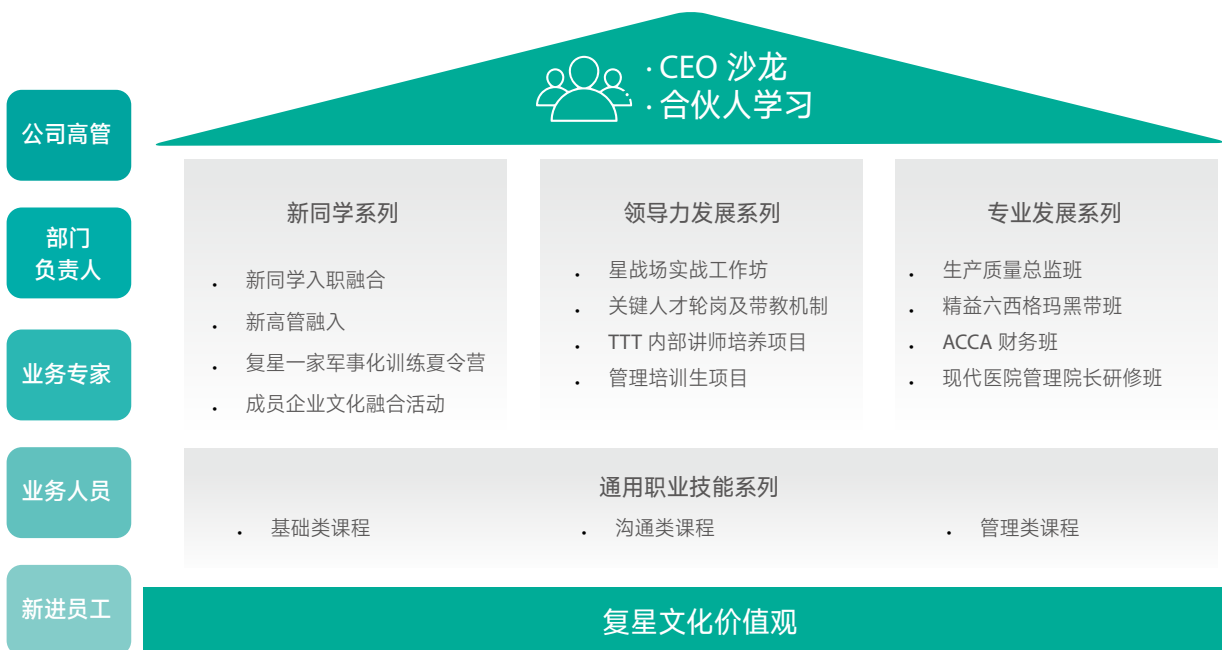 · CEO 沙龙
· 合伙人学习
公司高管
部门
负责人
业务专家
业务人员
新进员工
新同学系列
· 新同学入职融合
· 新高管融入
· 复星一家军事化训练夏令营
· 成员企业文化融合活动
领导力发展系列
· 星战场实战工作坊
· 关键人才轮岗及带教机制
· TTT 内部讲师培养项目
· 管理培训生项目
专业发展系列
· 生产质量总监班
· 精益六西格玛黑带班
· ACCA 财务班
· 现代医院管理院长研修班
通用职业技能系列
· 基础类课程
· 沟通类课程
· 管理类课程
复星文化价值观